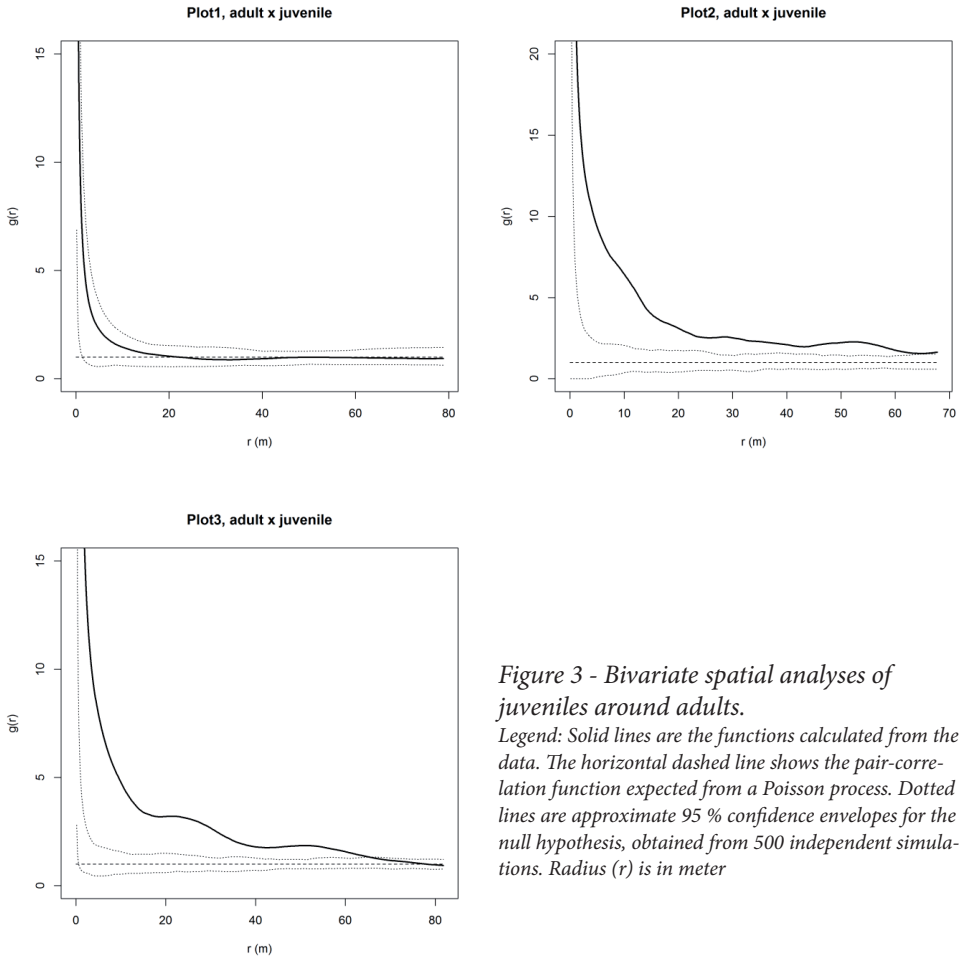 Plot1, adult x juvenile
15
10
5
0
g(r)
0 20 40 60 80
r (m)
Plot2, adult x juvenile
20
15
10
5
0
g(r)
0 10 20 30 40 50 60 70
r (m)
Plot3, adult x juvenile
15
10
5
0
g(r)
0 20 40 60 80
r (m)
Figure 3 - Bivariate spatial analyses of
juveniles around adults.
Legend: Solid lines are the functions calculated from the
data. The horizontal dashed line shows the pair-corre-
lation function expected from a Poisson process. Dotted
lines are approximate 95 % confidence envelopes for the
null hypothesis, obtained from 500 independent simula-
tions. Radius (r) is in meter